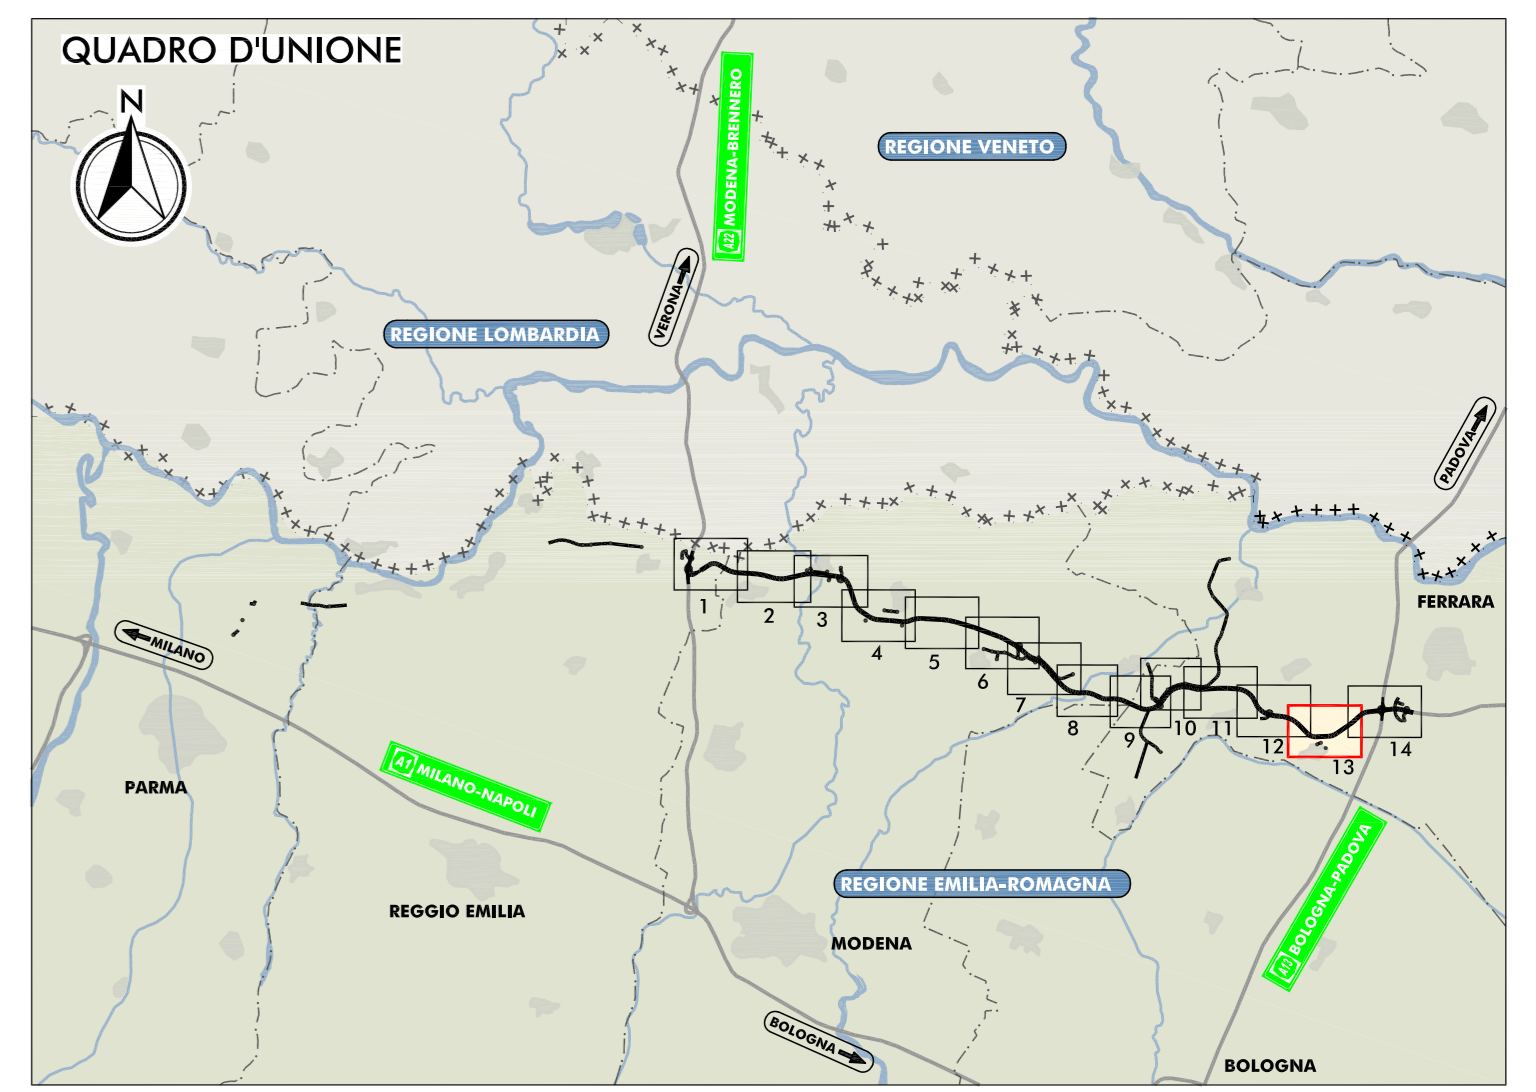 QUADRO D'UNIONE
N
A22 MODENA-BRENNERO
REGIONE VENETO
VERONA
REGIONE LOMBARDIA
PADOVA
FERRARA
MILANO
1
2
3
4
5
6
7
8
9
10
11
12
13
14
PARMA
A1 MILANO-NAPOLI
REGIONE EMILIA-ROMAGNA
A13 BOLOGNA-PADOVA
REGGIO EMILIA
MODENA
BOLOGNA
BOLOGNA